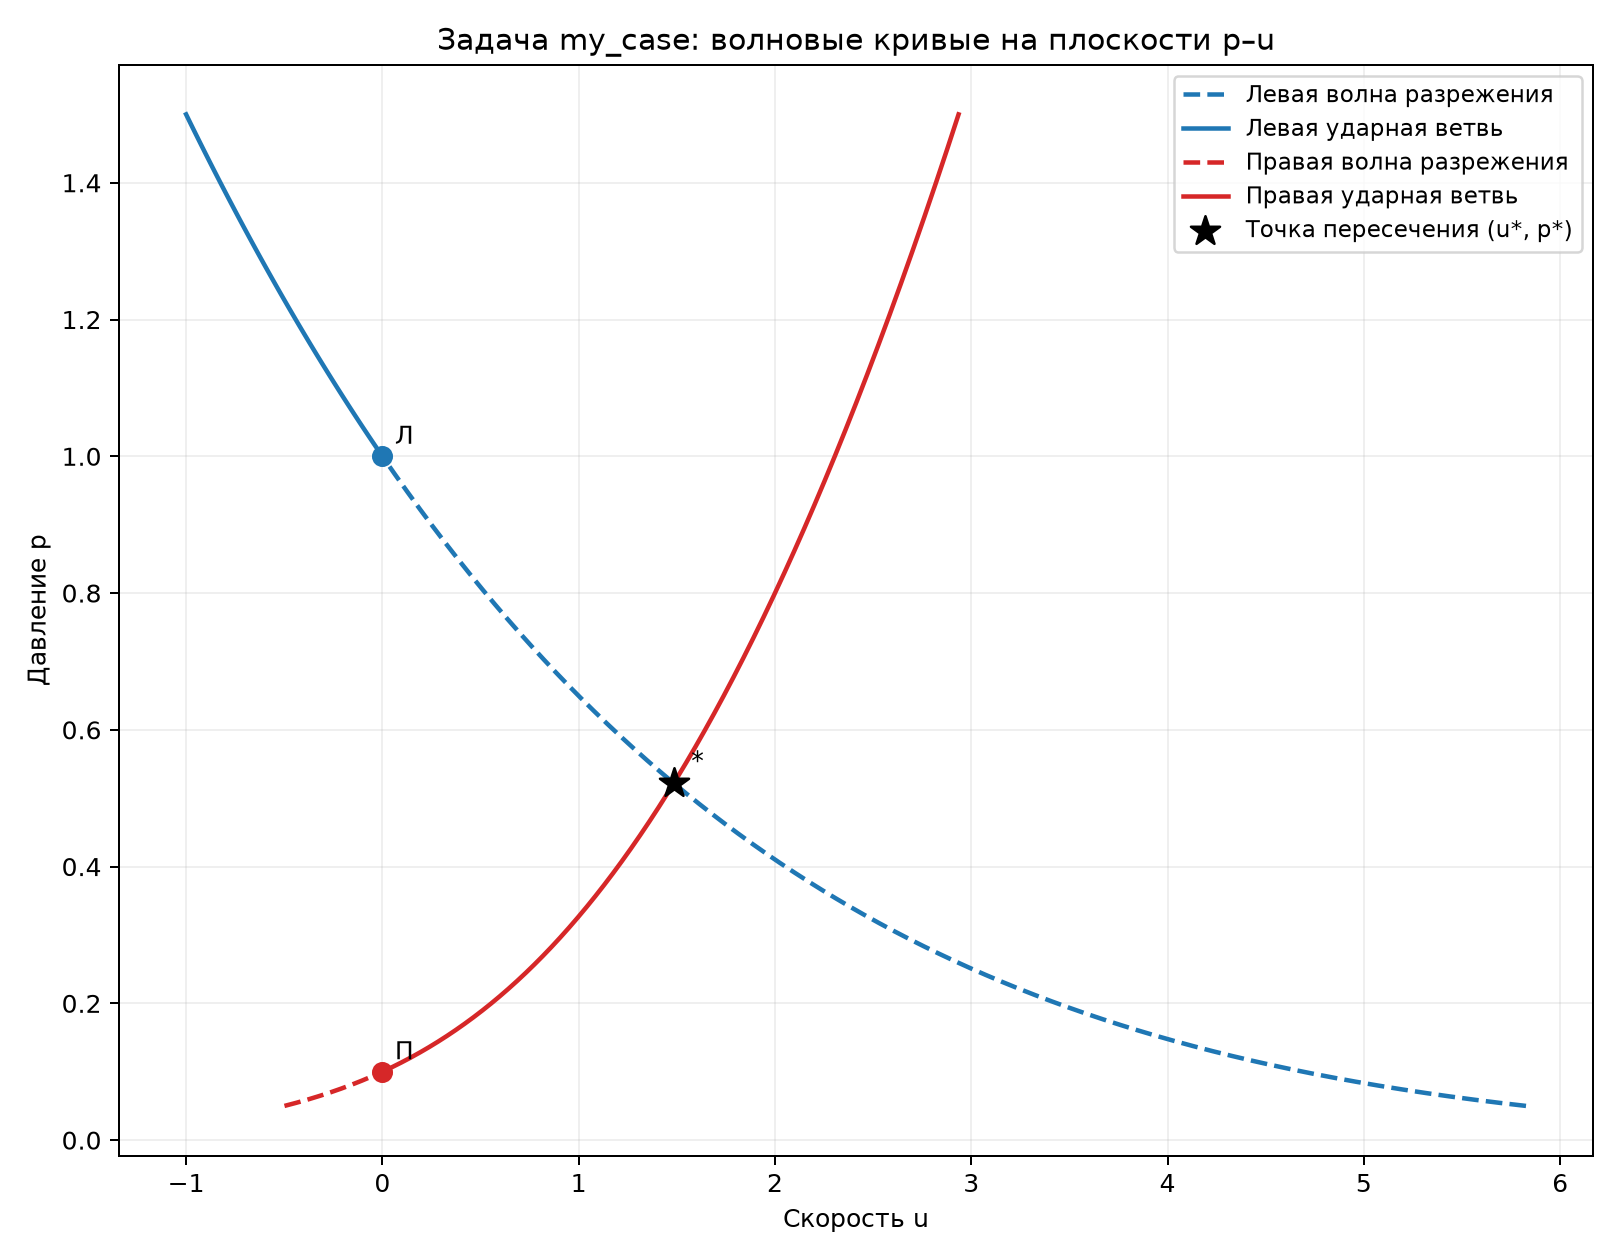 Задача my_case: волновые кривые на плоскости p–u
Левая волна разрежения
Левая ударная ветвь
Правая волна разрежения
Правая ударная ветвь
Точка пересечения (u*, p*)
1.4
1.2
1.0
0.8
0.6
0.4
0.2
0.0
Давление p
Л
*
П
−1
0
1
2
3
4
5
6
Скорость u